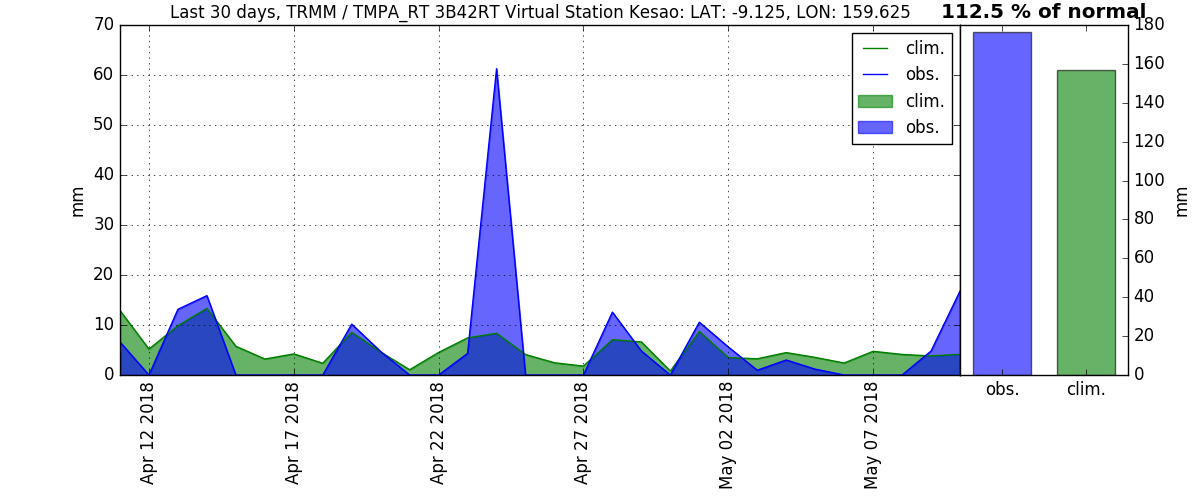 Last 30 days, TRMM / TMPA_RT 3B42RT Virtual Station Kesao: LAT: -9.125, LON: 159.625
112.5 % of normal
70
60
50
40
30
20
10
0
mm
clim.
obs.
clim.
obs.
180
160
140
120
100
80
60
40
20
0
mm
Apr 12 2018
Apr 17 2018
Apr 22 2018
Apr 27 2018
May 02 2018
May 07 2018
obs.
clim.